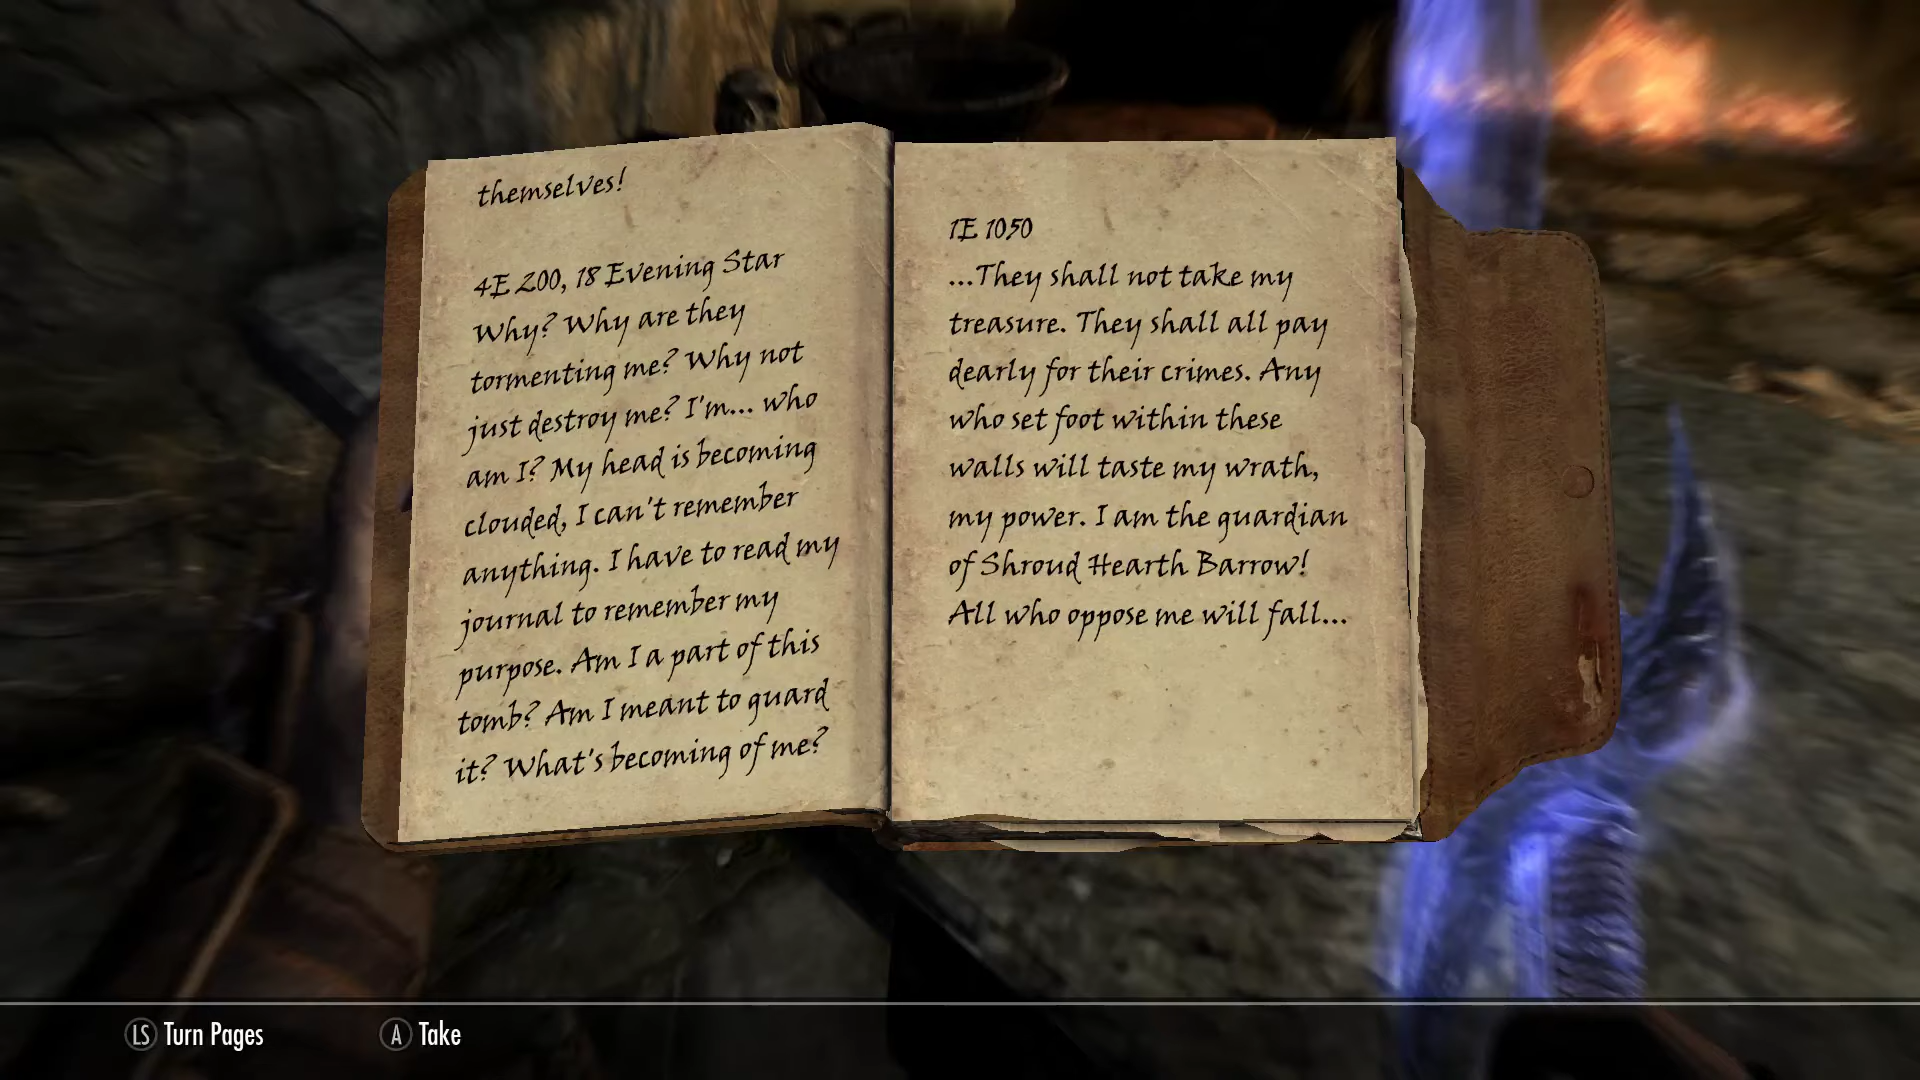 themselves!
4E 200, 18 Evening Star
Why? Why are they
tormenting me? Why not
just destroy me? I'm... who
am I? My head is becoming
clouded, I can't remember
anything. I have to read my
journal to remember my
purpose. Am I a part of this
tomb? Am I meant to guard
it? What's becoming of me?
1E 1050
...They shall not take my
treasure. They shall all pay
dearly for their crimes. Any
who set foot within these
walls will taste my wrath,
my power. I am the guardian
of Shroud Hearth Barrow!
All who oppose me will fall...
LS Turn Pages
A Take